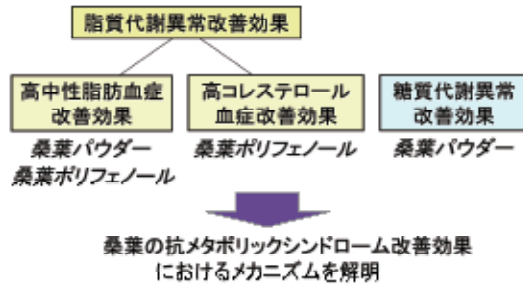 脂質代謝異常改善効果
高中性脂肪血症
改善効果
高コレステロール
血症改善効果
糖質代謝異常
改善効果
桑葉パウダー
桑葉ポリフェノール
桑葉ポリフェノール
桑葉パウダー
桑葉の抗メタボリックシンドローム改善効果
におけるメカニズムを解明